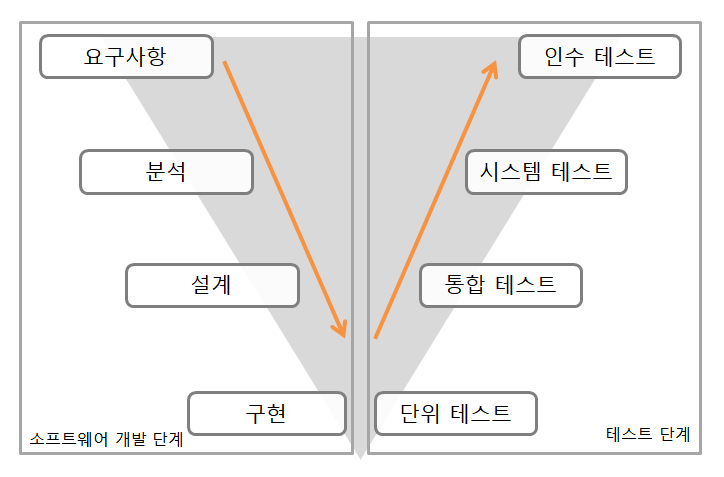 요구사항
인수 테스트
분석
시스템 테스트
설계
통합 테스트
구현
단위 테스트
소프트웨어 개발 단계
테스트 단계